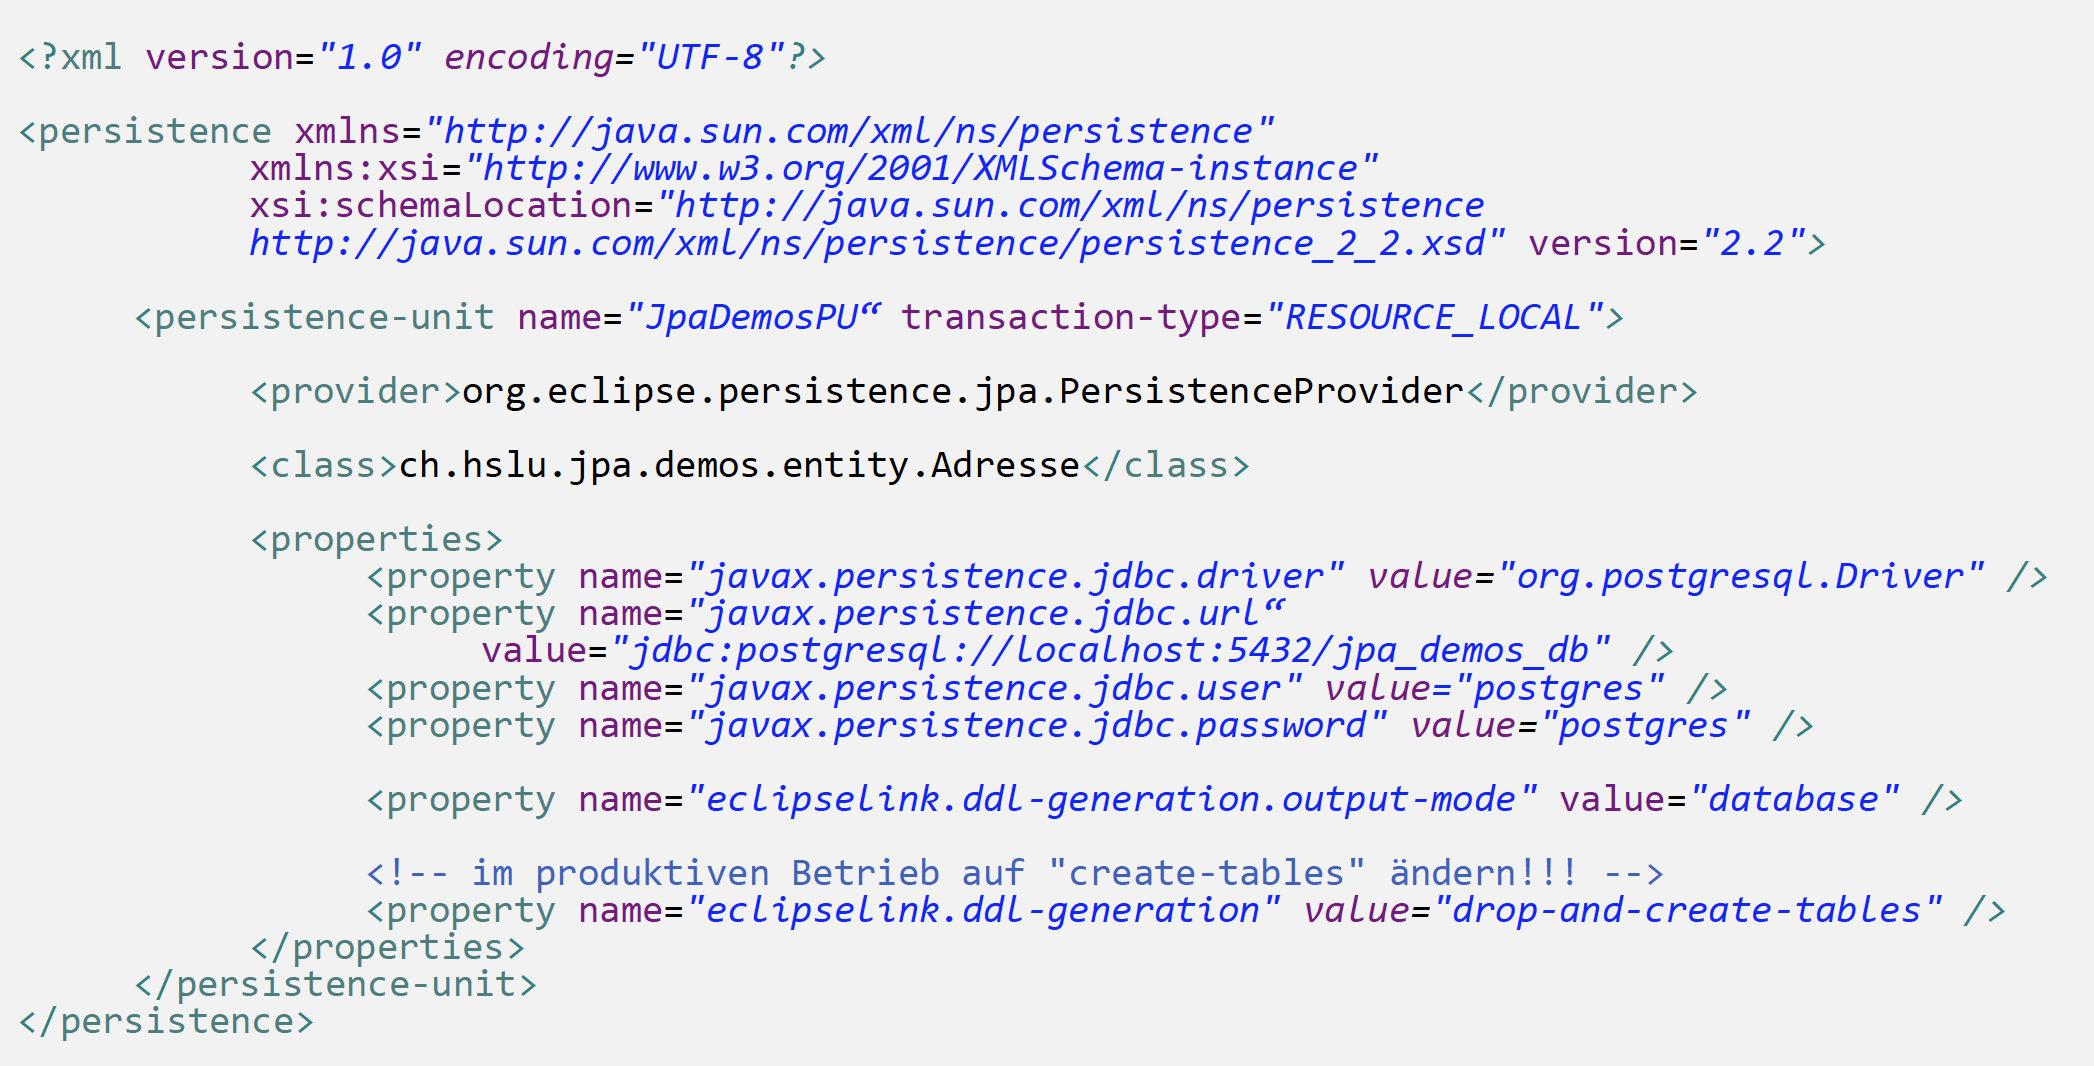 <?xml version="1.0" encoding="UTF-8"?>
<persistence xmlns="http://java.sun.com/xml/ns/persistence"
xmlns:xsi="http://www.w3.org/2001/XMLSchema-instance"
xsi:schemaLocation="http://java.sun.com/xml/ns/persistence
http://java.sun.com/xml/ns/persistence/persistence_2_2.xsd" version="2.2">
<persistence-unit name="JpaDemosPU“ transaction-type="RESOURCE_LOCAL">
<provider>org.eclipse.persistence.jpa.PersistenceProvider</provider>
<class>ch.hslu.jpa.demos.entity.Adresse</class>
<properties>
<property name="javax.persistence.jdbc.driver" value="org.postgresql.Driver" />
<property name="javax.persistence.jdbc.url“
value="jdbc:postgresql://localhost:5432/jpa_demos_db" />
<property name="javax.persistence.jdbc.user" value="postgres" />
<property name="javax.persistence.jdbc.password" value="postgres" />
<property name="eclipselink.ddl-generation.output-mode" value="database" />
<!-- im produktiven Betrieb auf "create-tables" ändern!!! -->
<property name="eclipselink.ddl-generation" value="drop-and-create-tables" />
</properties>
</persistence-unit>
</persistence>